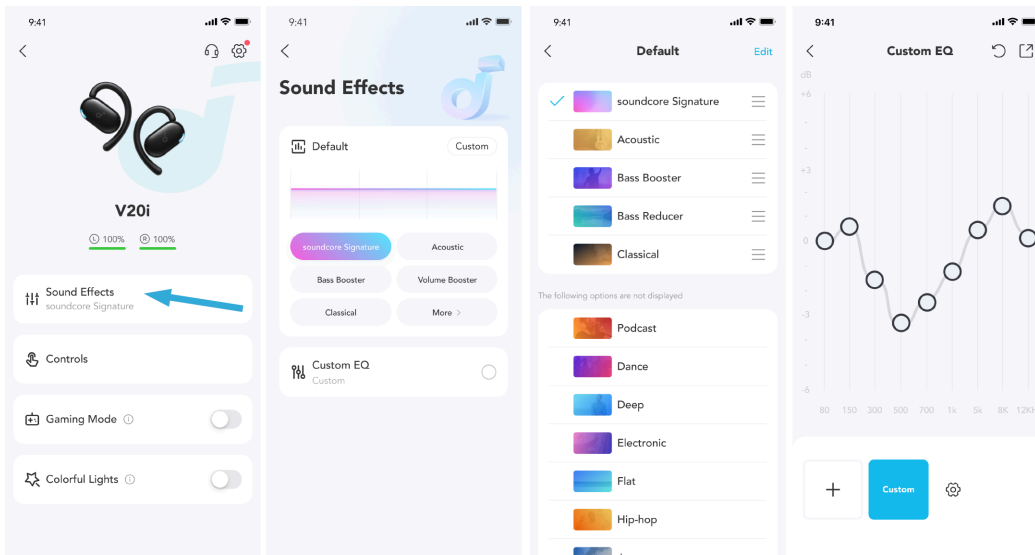 9:41
V20i
L 100%
R 100%
Sound Effects
soundcore Signature
Controls
Gaming Mode
Colorful Lights
9:41
Sound Effects
Default
Custom
soundcore Signature
Acoustic
Bass Booster
Volume Booster
Classical
More >
Custom EQ
Custom
9:41
Default
Edit
soundcore Signature
Acoustic
Bass Booster
Bass Reducer
Classical
The following options are not displayed
Podcast
Dance
Deep
Electronic
Flat
Hip-hop
9:41
Custom EQ
dB
+6
+3
0
-3
-6
80 150 300 500 700 1k 5k 8K 12KH
+
Custom